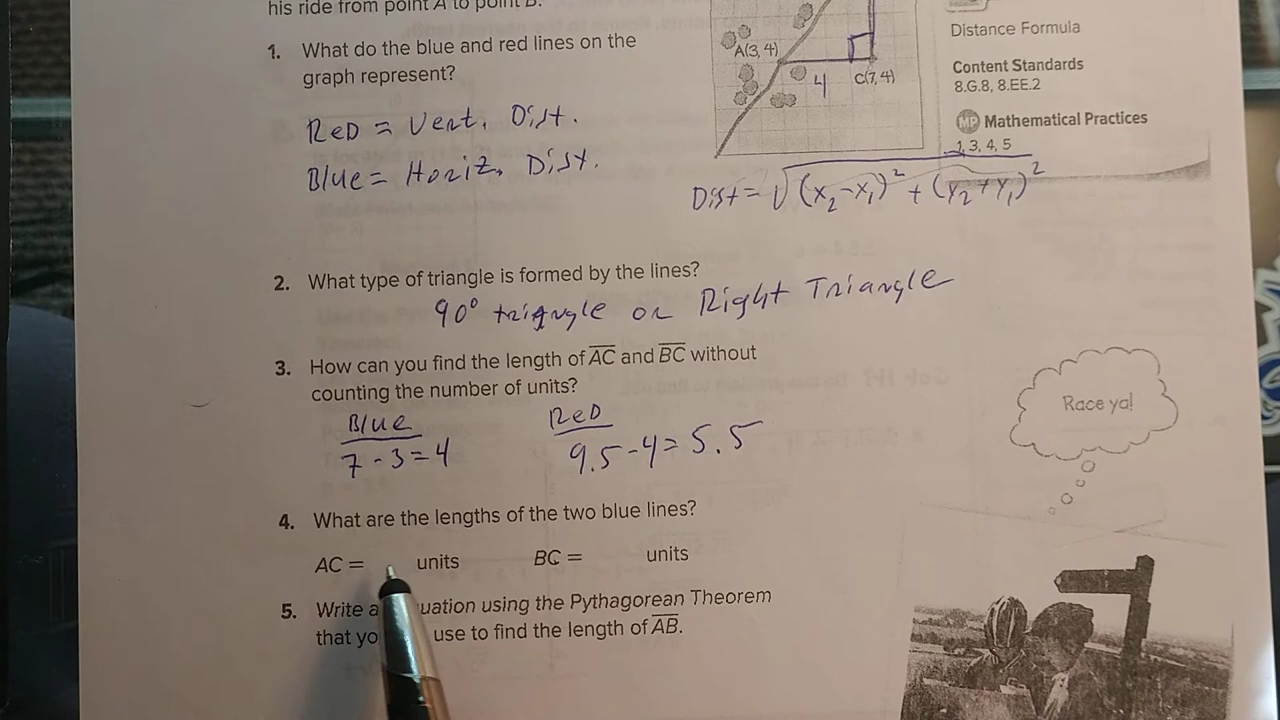 his ride from point A to point B.
1. What do the blue and red lines on the
graph represent?
ReD = Vert. Dist.
Blue = Horiz. Dist.
A(3, 4)
4
C(7, 4)
Distance Formula
Content Standards
8.G.8, 8.EE.2
MP Mathematical Practices
1, 3, 4, 5
Dist = √(x₂-x₁)² + (y₂+y₁)²
2. What type of triangle is formed by the lines?
90° triangle or Right Triangle
3. How can you find the length of A̅C̅ and B̅C̅ without
counting the number of units?
Blue
7 - 3 = 4
ReD
9.5 - 4 = 5.5
Race ya!
4. What are the lengths of the two blue lines?
AC = units BC = units
5. Write a uation using the Pythagorean Theorem
that yo use to find the length of A̅B̅.